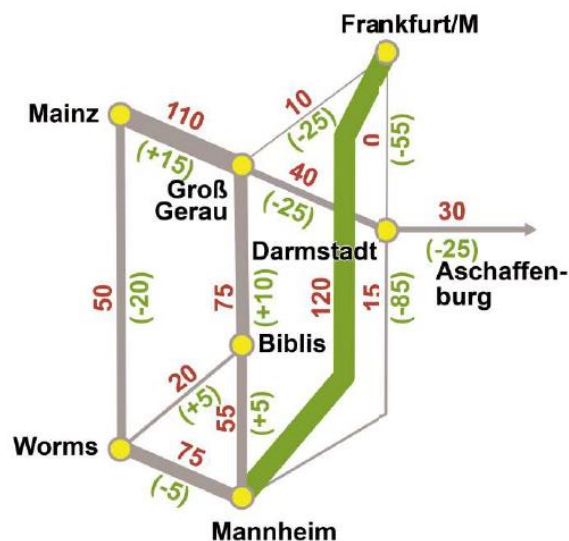 Frankfurt/M
Mainz
110
(+15)
10
(-25)
0
(-55)
Groß
Gerau
40
(-25)
30
(-25)
Darmstadt
Aschaffen-
burg
50
(-20)
75
(+10)
120
15
(-85)
Biblis
20
(+5)
55
(+5)
Worms
75
(-5)
Mannheim